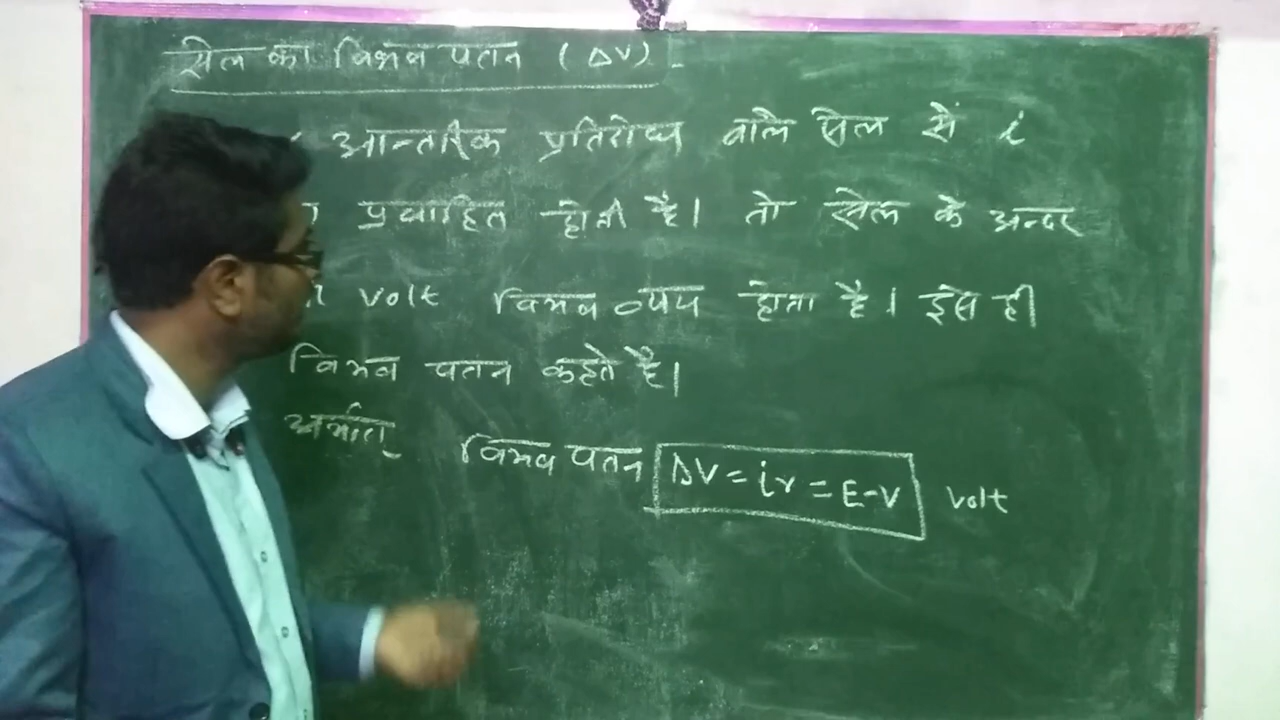 सेल का विभव पतन (ΔV) -
आन्तरिक प्रतिरोध वाले सेल से i
प्रवाहित होती है। तो सेल के अन्दर
volt विभव व्यय होता है। इसे ही
विभव पतन कहते है।
अर्थात्
विभव पतन ΔV = ir = E-V volt